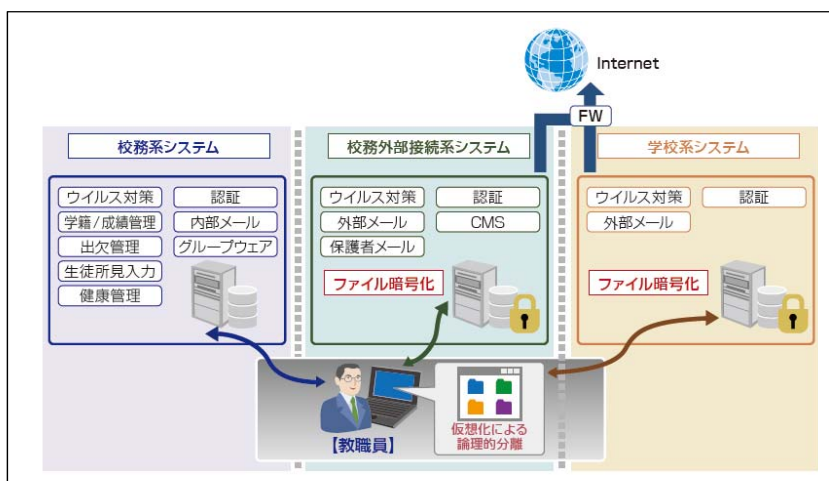 Internet
FW
校務系システム
ウイルス対策
認証
学籍/成績管理
内部メール
出欠管理
グループウェア
生徒所見入力
健康管理
校務外部接続系システム
ウイルス対策
認証
外部メール
CMS
保護者メール
ファイル暗号化
学校系システム
ウイルス対策
認証
外部メール
ファイル暗号化
【教職員】
仮想化による
論理的分離